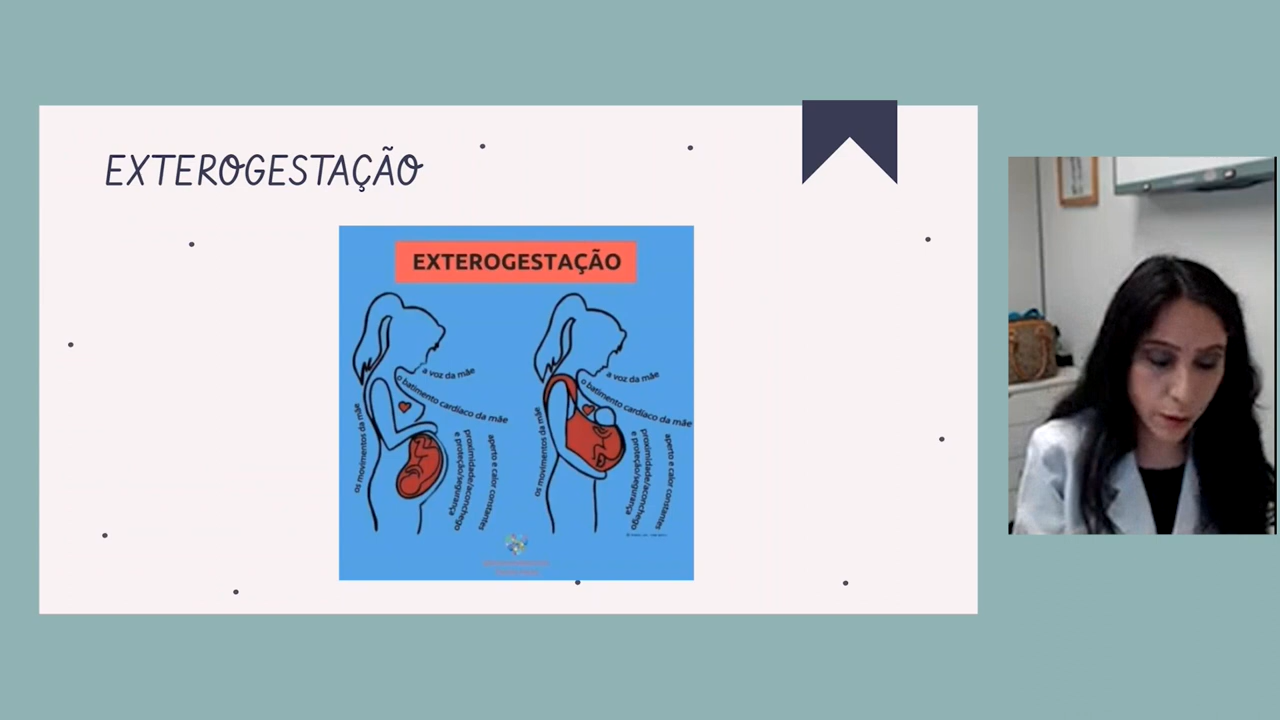 EXTEROGESTAÇÃO
EXTEROGESTAÇÃO
a voz da mãe
o batimento cardíaco da mãe
os movimentos da mãe
proximidade/aconchego
e proteção/segurança
aperto e calor constantes
a voz da mãe
o batimento cardíaco da mãe
os movimentos da mãe
proximidade/aconchego
e proteção/segurança
aperto e calor constantes